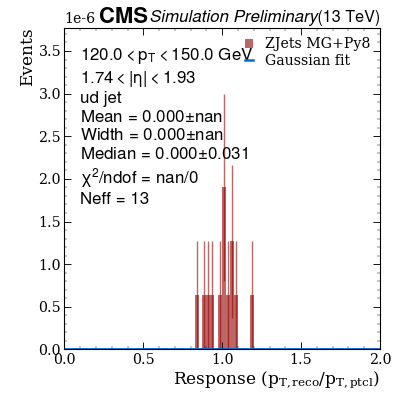 1e-6 CMS Simulation Preliminary (13 TeV)
Events
120.0 < pT < 150.0 GeV
1.74 < |η| < 1.93
ud jet
Mean = 0.000±nan
Width = 0.000±nan
Median = 0.000±0.031
χ²/ndof = nan/0
Neff = 13
ZJets MG+Py8
Gaussian fit
3.5
3.0
2.5
2.0
1.5
1.0
0.5
0.0
0.0 0.5 1.0 1.5 2.0
Response (pT,reco/pT,ptcl)